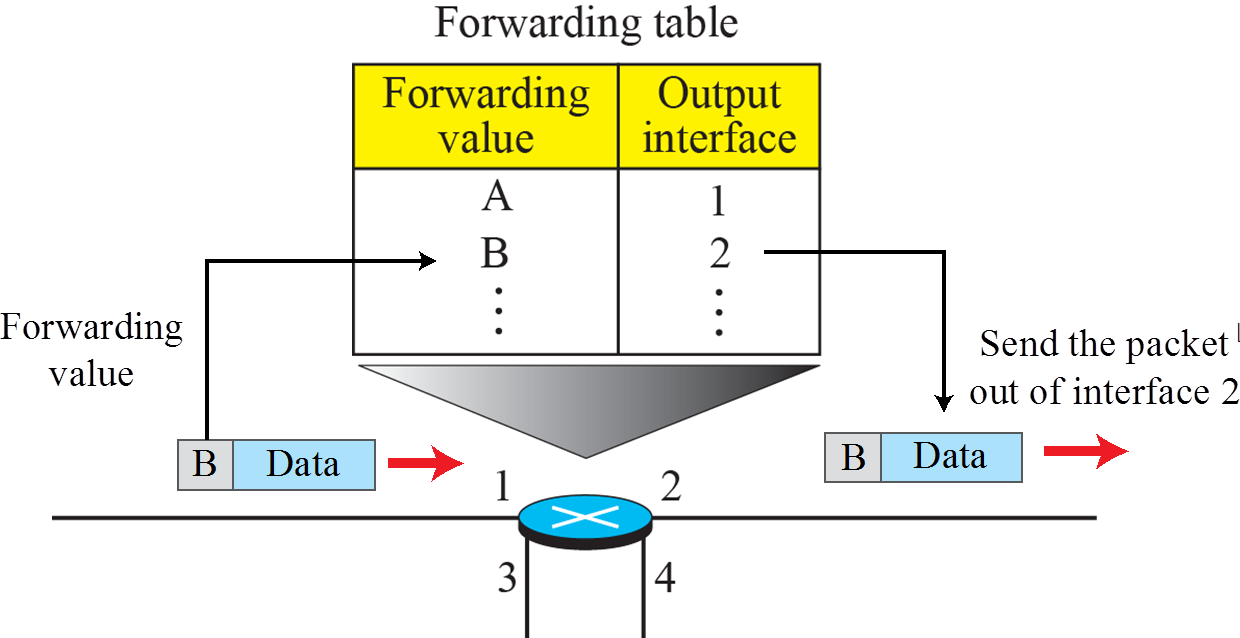 Forwarding table
Forwarding
value
Output
interface
A
1
B
2
Forwarding
value
Send the packet
out of interface 2
B
Data
B
Data
1
2
3
4